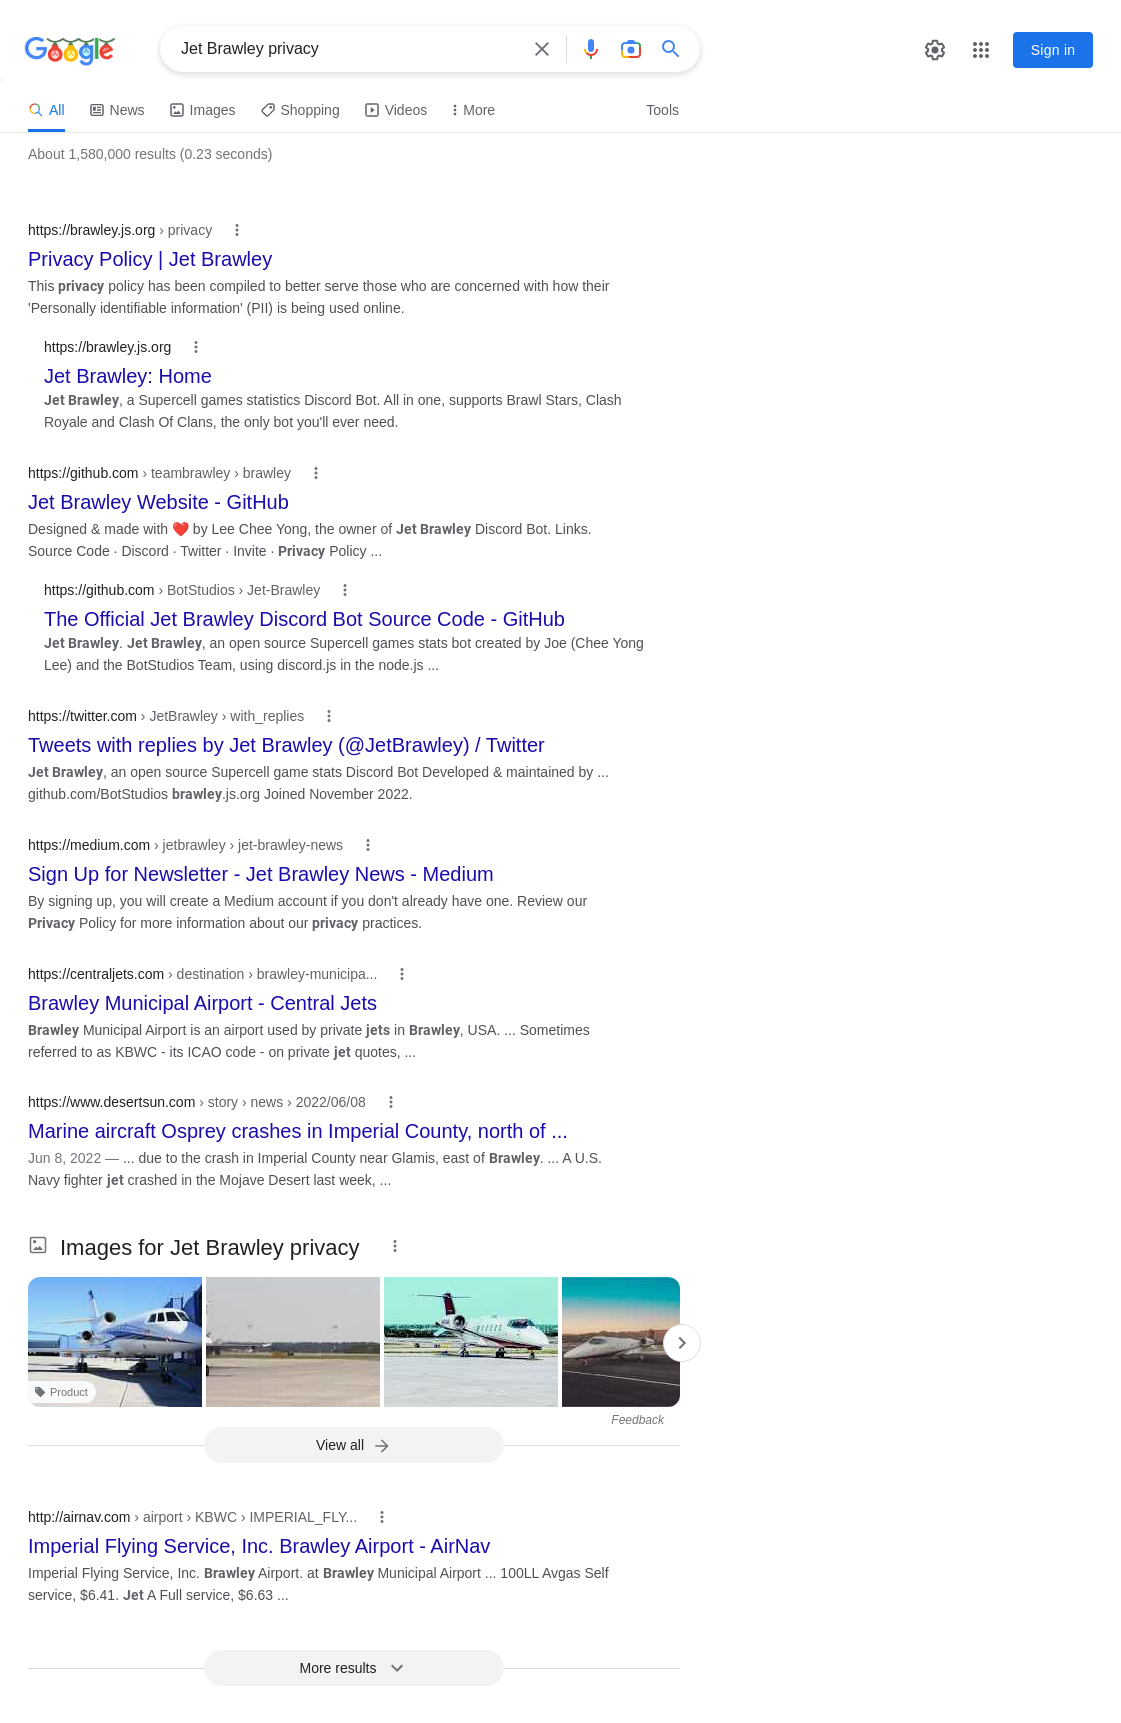 Google
Jet Brawley privacy
Sign in
All News Images Shopping Videos More Tools
About 1,580,000 results (0.23 seconds)
https://brawley.js.org › privacy
Privacy Policy | Jet Brawley
This privacy policy has been compiled to better serve those who are concerned with how their
'Personally identifiable information' (PII) is being used online.
https://brawley.js.org
Jet Brawley: Home
Jet Brawley, a Supercell games statistics Discord Bot. All in one, supports Brawl Stars, Clash
Royale and Clash Of Clans, the only bot you'll ever need.
https://github.com › teambrawley › brawley
Jet Brawley Website - GitHub
Designed & made with ❤️ by Lee Chee Yong, the owner of Jet Brawley Discord Bot. Links.
Source Code · Discord · Twitter · Invite · Privacy Policy ...
https://github.com › BotStudios › Jet-Brawley
The Official Jet Brawley Discord Bot Source Code - GitHub
Jet Brawley. Jet Brawley, an open source Supercell games stats bot created by Joe (Chee Yong
Lee) and the BotStudios Team, using discord.js in the node.js ...
https://twitter.com › JetBrawley › with_replies
Tweets with replies by Jet Brawley (@JetBrawley) / Twitter
Jet Brawley, an open source Supercell game stats Discord Bot Developed & maintained by ...
github.com/BotStudios brawley.js.org Joined November 2022.
https://medium.com › jetbrawley › jet-brawley-news
Sign Up for Newsletter - Jet Brawley News - Medium
By signing up, you will create a Medium account if you don't already have one. Review our
Privacy Policy for more information about our privacy practices.
https://centraljets.com › destination › brawley-municipa...
Brawley Municipal Airport - Central Jets
Brawley Municipal Airport is an airport used by private jets in Brawley, USA. ... Sometimes
referred to as KBWC - its ICAO code - on private jet quotes, ...
https://www.desertsun.com › story › news › 2022/06/08
Marine aircraft Osprey crashes in Imperial County, north of ...
Jun 8, 2022 — ... due to the crash in Imperial County near Glamis, east of Brawley. ... A U.S.
Navy fighter jet crashed in the Mojave Desert last week, ...
Images for Jet Brawley privacy
Product
Feedback
View all
http://airnav.com › airport › KBWC › IMPERIAL_FLY...
Imperial Flying Service, Inc. Brawley Airport - AirNav
Imperial Flying Service, Inc. Brawley Airport. at Brawley Municipal Airport ... 100LL Avgas Self
service, $6.41. Jet A Full service, $6.63 ...
More results